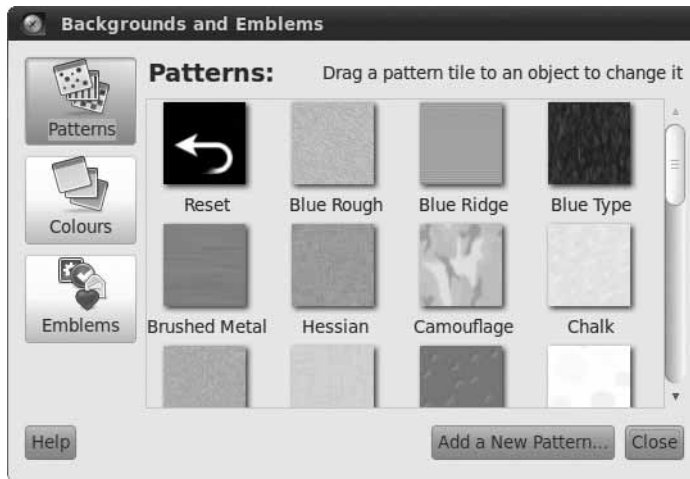 Backgrounds and Emblems
Patterns
Colours
Emblems
Patterns: Drag a pattern tile to an object to change it
Reset Blue Rough Blue Ridge Blue Type
Brushed Metal Hessian Camouflage Chalk
Help Add a New Pattern... Close